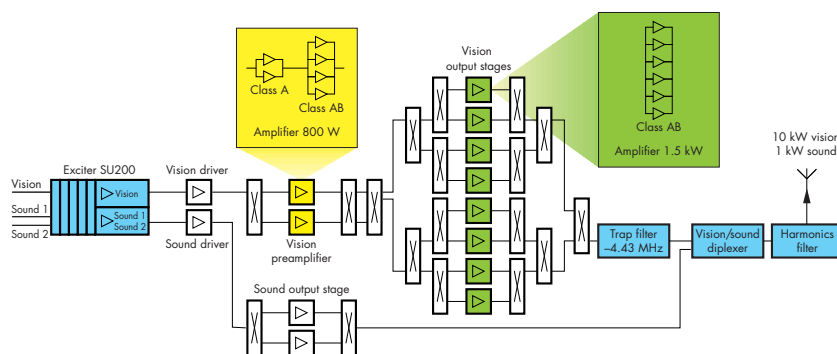 Vision
output stages
Class A
Class AB
Amplifier 800 W
Class AB
Amplifier 1.5 kW
10 kW vision
1 kW sound
Exciter SU200
Vision driver
Vision
Vision
Sound 1
Sound 2
Sound 1
Sound 2
Sound driver
Vision
preamplifier
Trap filter
–4.43 MHz
Vision/sound
diplexer
Harmonics
filter
Sound output stage